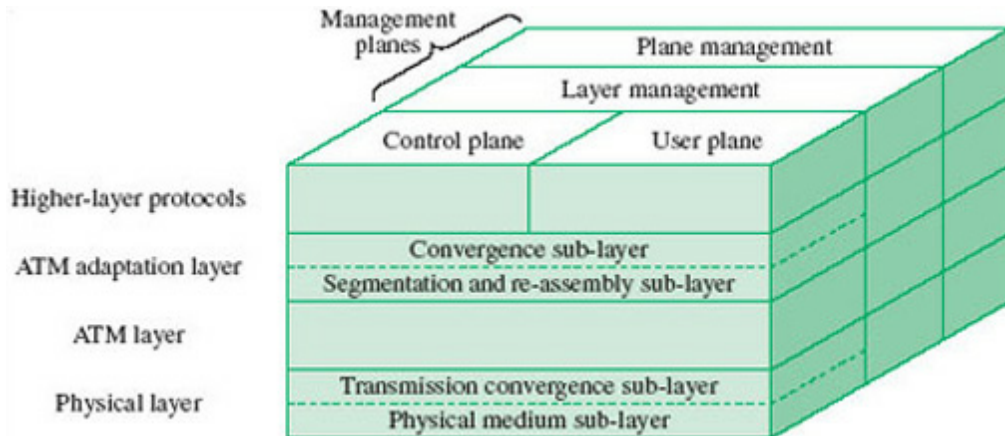 Management
planes
Plane management
Layer management
Control plane
User plane
Higher-layer protocols
Convergence sub-layer
ATM adaptation layer
Segmentation and re-assembly sub-layer
ATM layer
Transmission convergence sub-layer
Physical layer
Physical medium sub-layer